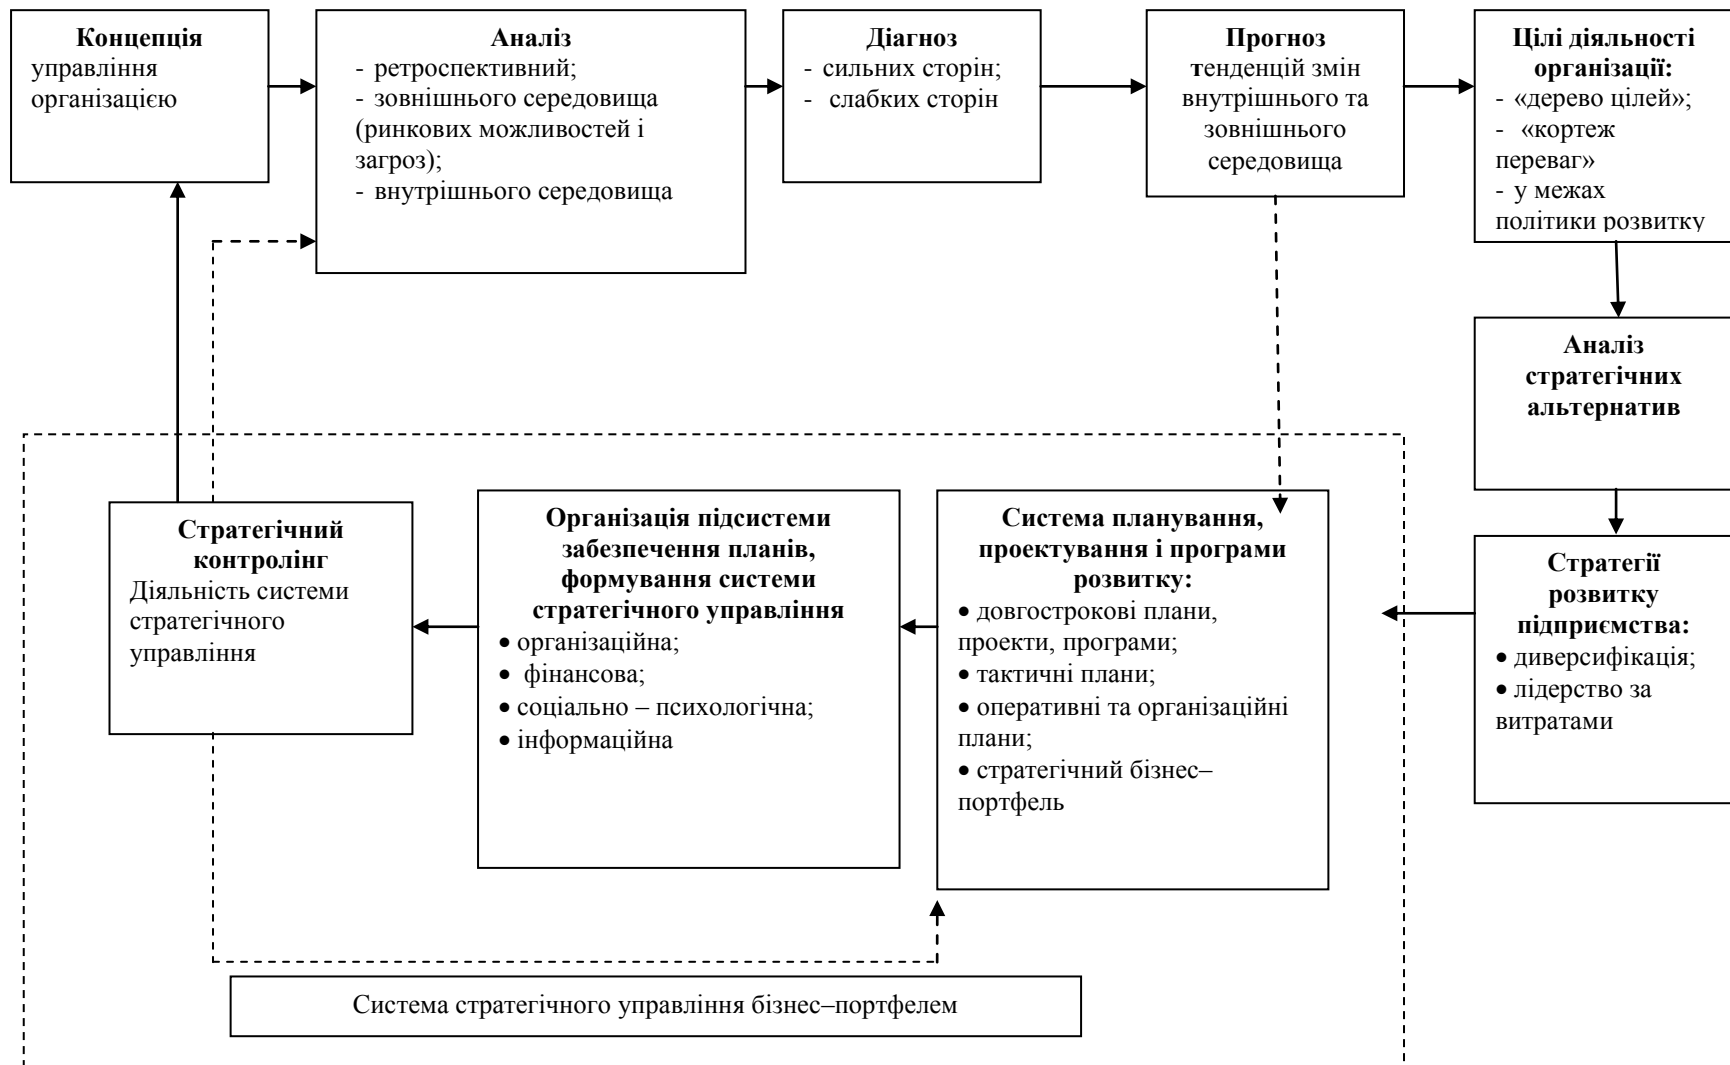 Концепція
управління
організацією
Аналіз
- ретроспективний;
- зовнішнього середовища
(ринкових можливостей і
загроз);
- внутрішнього середовища
Діагноз
- сильних сторін;
- слабких сторін
Прогноз
тенденцій змін
внутрішнього та
зовнішнього
середовища
Цілі діяльності
організації:
- «дерево цілей»;
- «кортеж
переваг»
- у межах
політики розвитку
Аналіз
стратегічних
альтернатив
Стратегії
розвитку
підприємства:
• диверсифікація;
• лідерство за
витратами
Система планування,
проектування і програми
розвитку:
• довгострокові плани,
проекти, програми;
• тактичні плани;
• оперативні та організаційні
плани;
• стратегічний бізнес–
портфель
Організація підсистеми
забезпечення планів,
формування системи
стратегічного управління
• організаційна;
• фінансова;
• соціально – психологічна;
• інформаційна
Стратегічний
контролінг
Діяльність системи
стратегічного
управління
Система стратегічного управління бізнес–портфелем